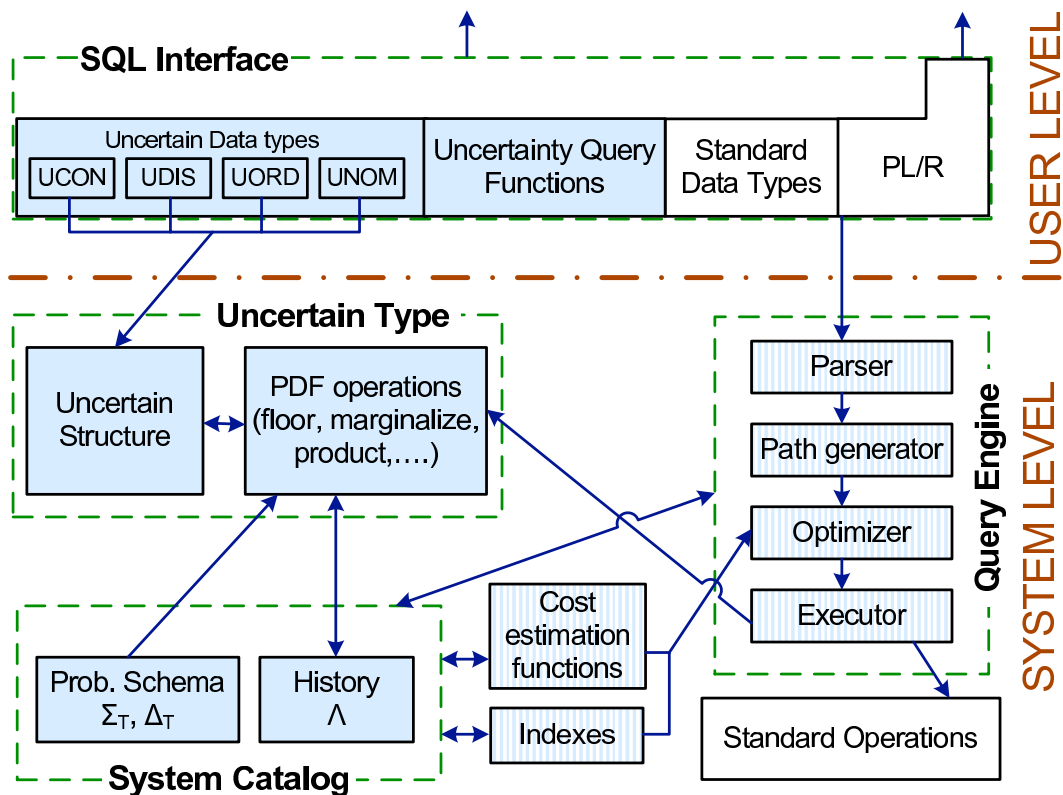 SQL Interface
Uncertain Data types
UCON
UDIS
UORD
UNOM
Uncertainty Query
Functions
Standard
Data Types
PL/R
USER LEVEL
Uncertain Type
Uncertain
Structure
PDF operations
(floor, marginalize,
product,....)
Parser
Path generator
Optimizer
Executor
Query Engine
SYSTEM LEVEL
Cost
estimation
functions
Prob. Schema
Σ_T, Δ_T
History
Λ
Indexes
Standard Operations
System Catalog